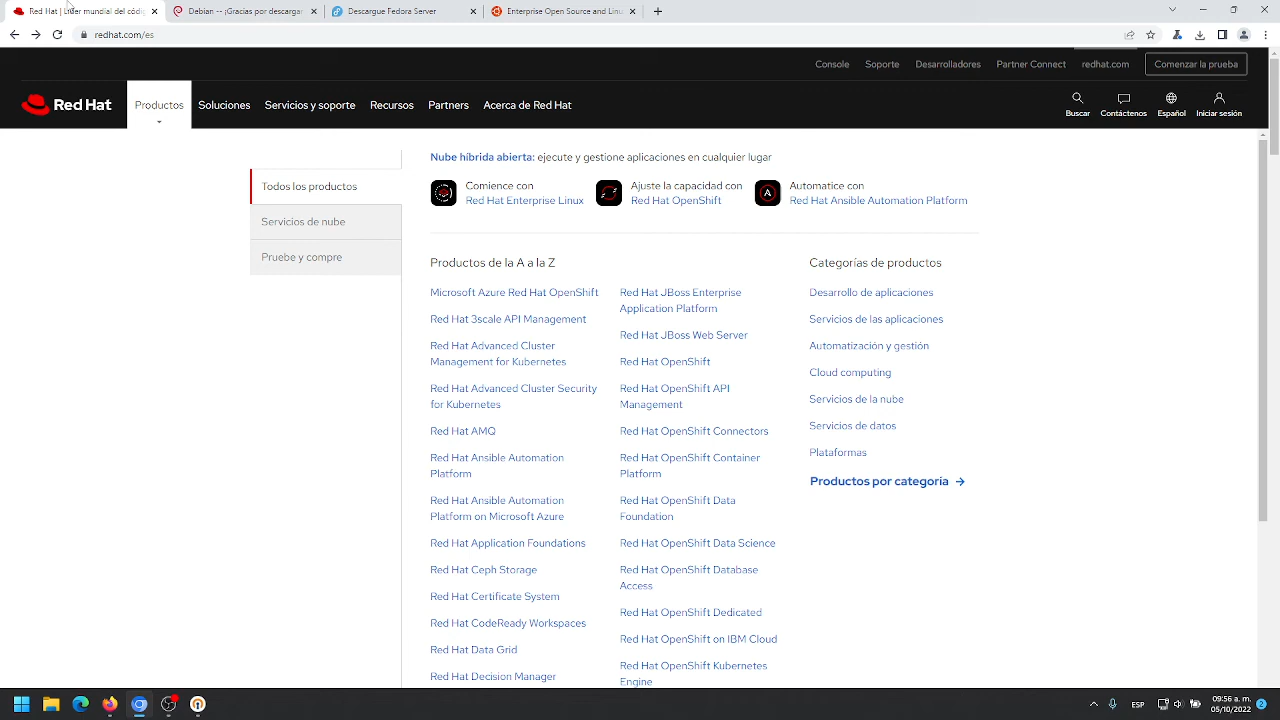 Red Hat | Líder mundial del códig
Debian -- ¡Gracias por descargar
Descargue Fedora Server
Enterprise Open Source and Linux
redhat.com/es
Console
Soporte
Desarrolladores
Partner Connect
redhat.com
Comenzar la prueba
Red Hat
Productos
Soluciones
Servicios y soporte
Recursos
Partners
Acerca de Red Hat
Buscar
Contáctenos
Español
Iniciar sesión
Todos los productos
Servicios de nube
Pruebe y compre
Nube híbrida abierta: ejecute y gestione aplicaciones en cualquier lugar
Comience con
Red Hat Enterprise Linux
Ajuste la capacidad con
Red Hat OpenShift
Automatice con
Red Hat Ansible Automation Platform
Productos de la A a la Z
Microsoft Azure Red Hat OpenShift
Red Hat 3scale API Management
Red Hat Advanced Cluster
Management for Kubernetes
Red Hat Advanced Cluster Security
for Kubernetes
Red Hat AMQ
Red Hat Ansible Automation
Platform
Red Hat Ansible Automation
Platform on Microsoft Azure
Red Hat Application Foundations
Red Hat Ceph Storage
Red Hat Certificate System
Red Hat CodeReady Workspaces
Red Hat Data Grid
Red Hat Decision Manager
Red Hat JBoss Enterprise
Application Platform
Red Hat JBoss Web Server
Red Hat OpenShift
Red Hat OpenShift API
Management
Red Hat OpenShift Connectors
Red Hat OpenShift Container
Platform
Red Hat OpenShift Data
Foundation
Red Hat OpenShift Data Science
Red Hat OpenShift Database
Access
Red Hat OpenShift Dedicated
Red Hat OpenShift on IBM Cloud
Red Hat OpenShift Kubernetes
Engine
Categorías de productos
Desarrollo de aplicaciones
Servicios de las aplicaciones
Automatización y gestión
Cloud computing
Servicios de la nube
Servicios de datos
Plataformas
Productos por categoria
ESP
09:56 a. m.
05/10/2022
2